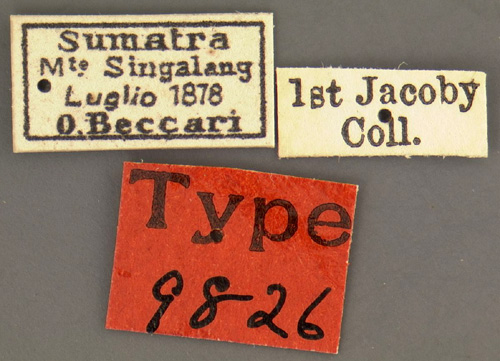 Sumatra
Mte Singalang
Luglio 1878
O. Beccari
1st Jacoby
Coll.
Type
9826